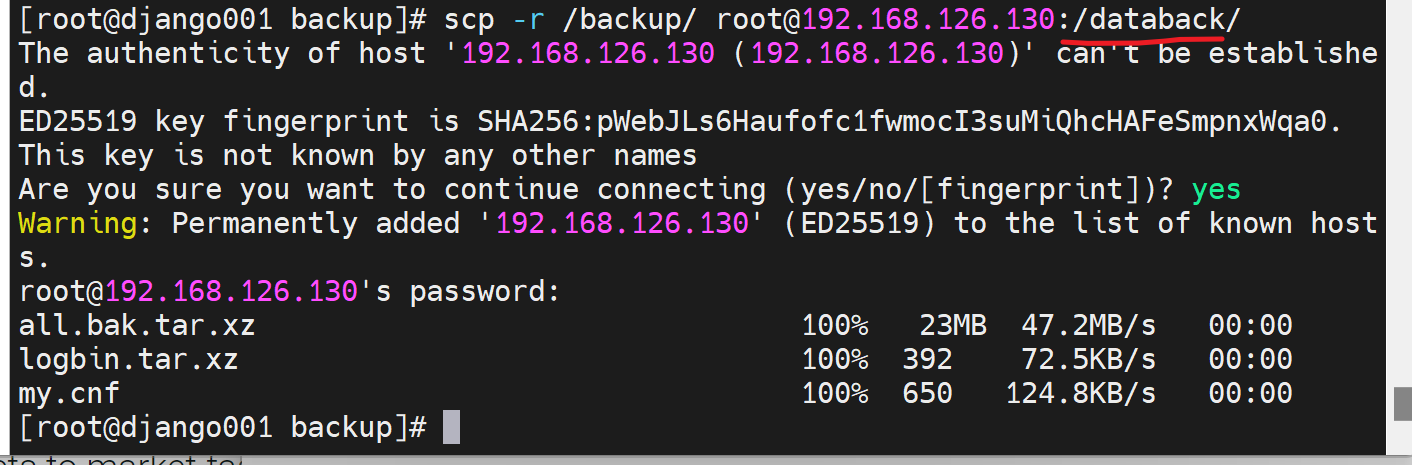 [root@django001 backup]# scp -r /backup/ root@192.168.126.130:/databack/
The authenticity of host '192.168.126.130 (192.168.126.130)' can't be establishe
d.
ED25519 key fingerprint is SHA256:pWebJLs6Haufofc1fwmocI3suMiQhcHAFeSmpnxWqa0.
This key is not known by any other names
Are you sure you want to continue connecting (yes/no/[fingerprint])? yes
Warning: Permanently added '192.168.126.130' (ED25519) to the list of known host
s.
root@192.168.126.130's password:
all.bak.tar.xz 100% 23MB 47.2MB/s 00:00
logbin.tar.xz 100% 392 72.5KB/s 00:00
my.cnf 100% 650 124.8KB/s 00:00
[root@django001 backup]#
to market